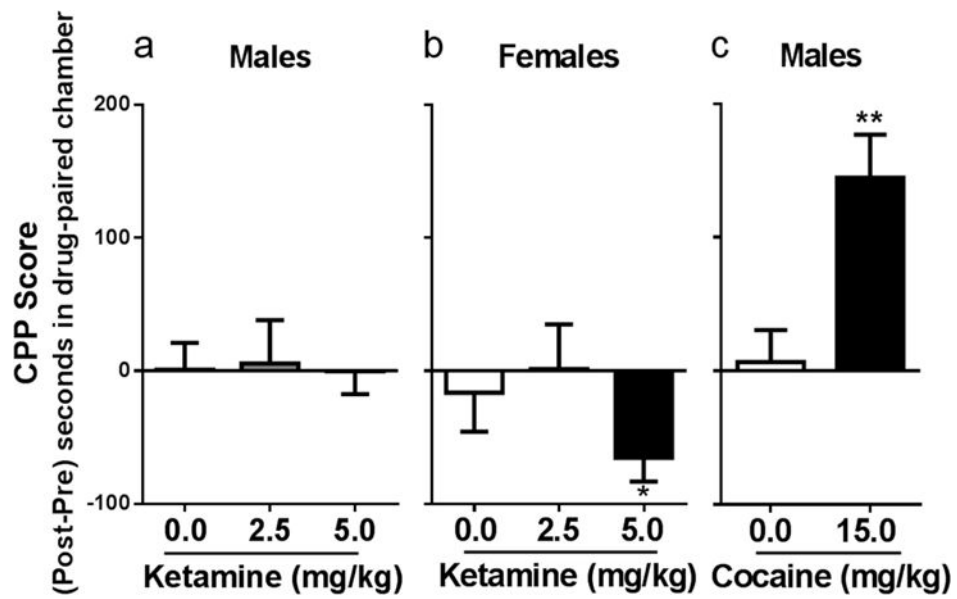 a
Males
b
Females
c
Males
CPP Score
(Post-Pre) seconds in drug-paired chamber
200
100
0
-100
*
**
0.0 2.5 5.0
Ketamine (mg/kg)
0.0 2.5 5.0
Ketamine (mg/kg)
0.0 15.0
Cocaine (mg/kg)